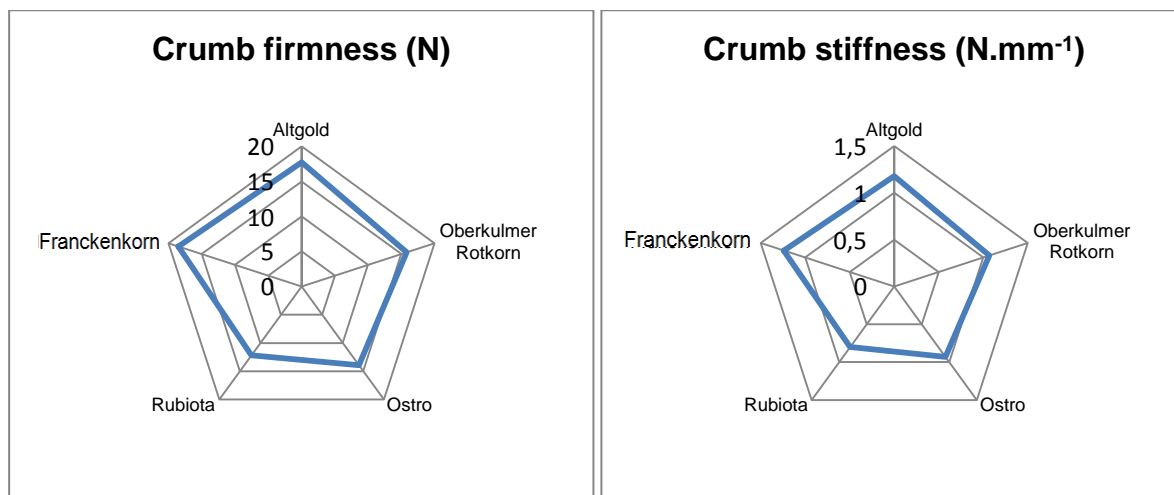 Crumb firmness (N)
Altgold
20
15
10
5
0
Franckenkorn
Oberkulmer
Rotkorn
Rubiota
Ostro
Crumb stiffness (N.mm⁻¹)
Altgold
1,5
1
0,5
0
Franckenkorn
Oberkulmer
Rotkorn
Rubiota
Ostro